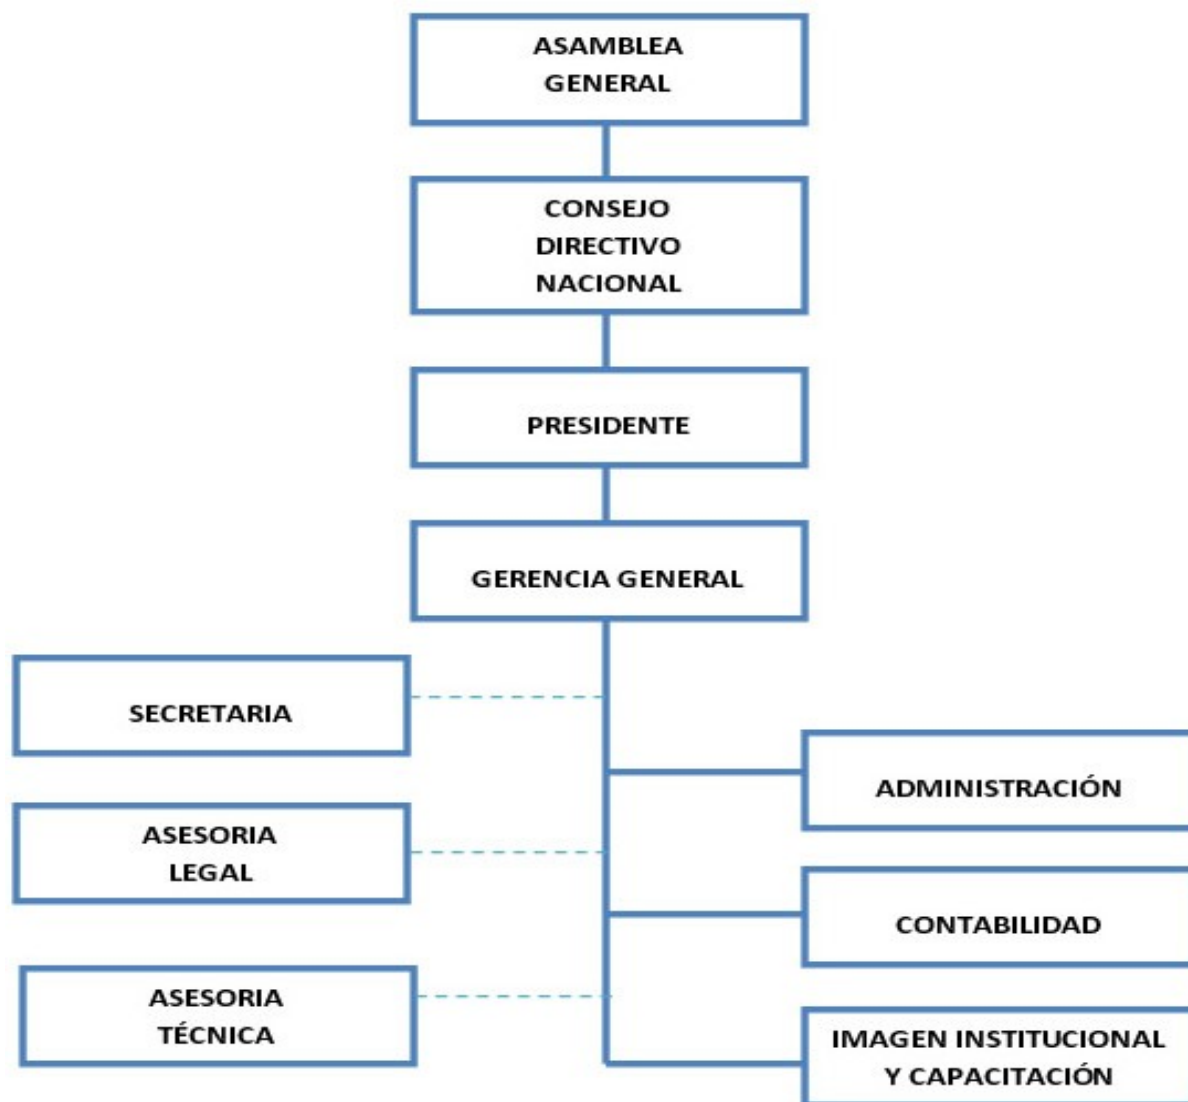 ASAMBLEA
GENERAL
CONSEJO
DIRECTIVO
NACIONAL
PRESIDENTE
GERENCIA GENERAL
SECRETARIA
ADMINISTRACIÓN
ASESORIA
LEGAL
CONTABILIDAD
ASESORIA
TÉCNICA
IMAGEN INSTITUCIONAL
Y CAPACITACIÓN